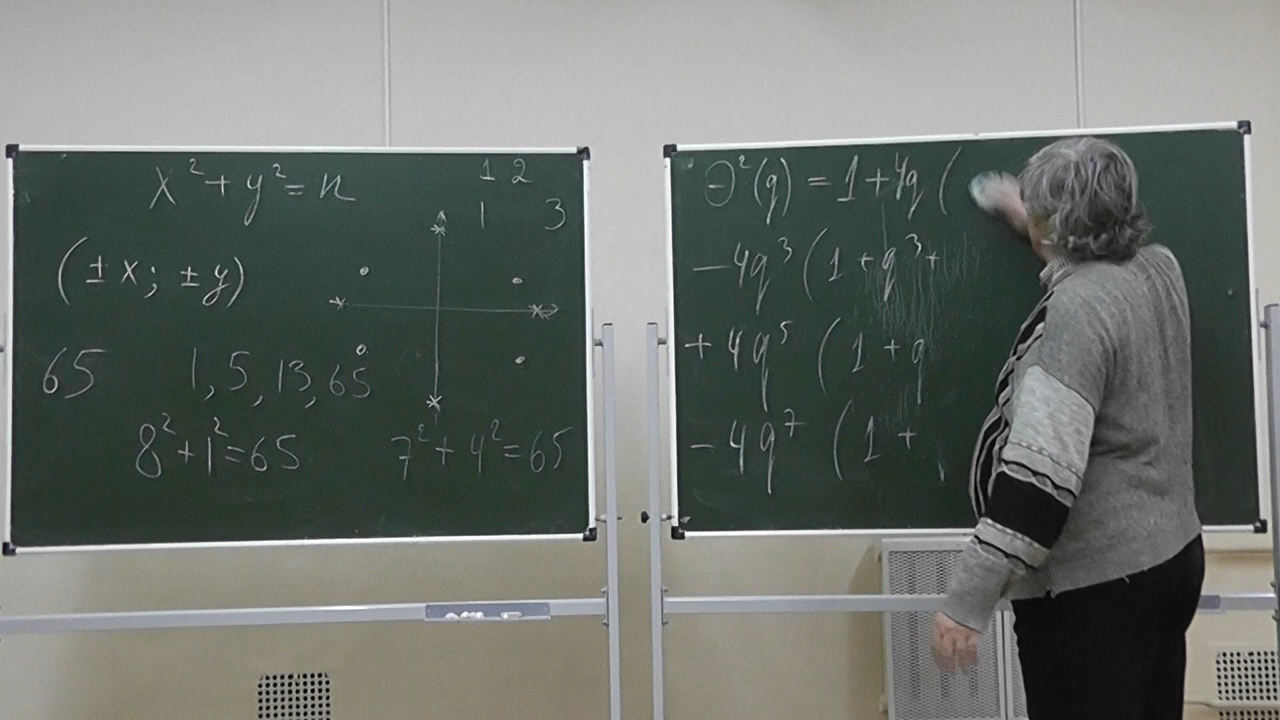 x² + y² = n
1 2
1 3
(± x; ± y)
65 1, 5, 13, 65
8² + 1² = 65 7² + 4² = 65
Θ²(q) = 1 + 4q (
− 4q³ (1 + q³ +
+ 4q⁵ (1 + q
− 4q⁷ (1 +